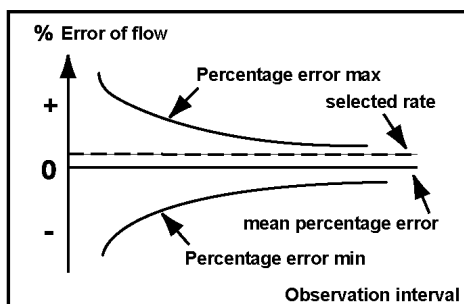 % Error of flow
Percentage error max
+
selected rate
0
mean percentage error
-
Percentage error min
Observation interval